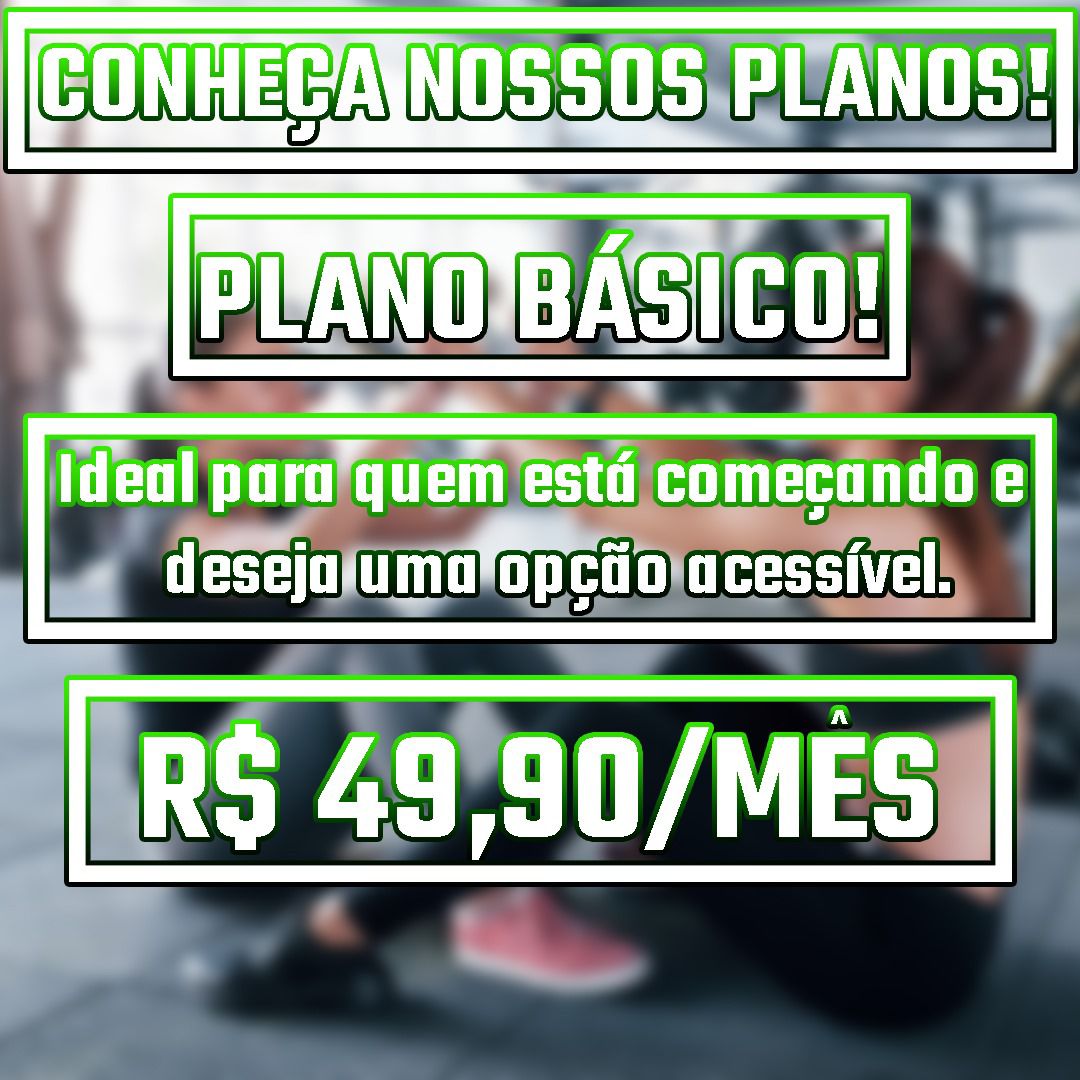 CONHEÇA NOSSOS PLANOS!
PLANO BÁSICO!
Ideal para quem está começando e
deseja uma opção acessível.
R$ 49,90/MÊS